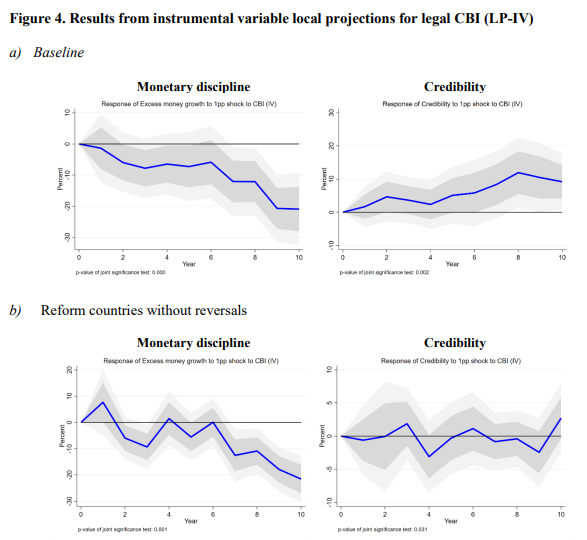 Figure 4. Results from instrumental variable local projections for legal CBI (LP-IV)
a) Baseline
Monetary discipline
Response of Excess money growth to 1pp shock to CBI (IV)
Percent
10
0
-10
-20
-30
0 2 4 6 8 10
Year
p-value of joint significance test: 0.000
Credibility
Response of Credibility to 1pp shock to CBI (IV)
Percent
30
20
10
0
-10
0 2 4 6 8 10
Year
p-value of joint significance test: 0.002
b) Reform countries without reversals
Monetary discipline
Response of Excess money growth to 1pp shock to CBI (IV)
Percent
20
10
0
-10
-20
-30
0 2 4 6 8 10
Year
p-value of joint significance test: 0.001
Credibility
Response of Credibility to 1pp shock to CBI (IV)
Percent
10
5
0
-5
-10
0 2 4 6 8 10
Year
p-value of joint significance test: 0.031